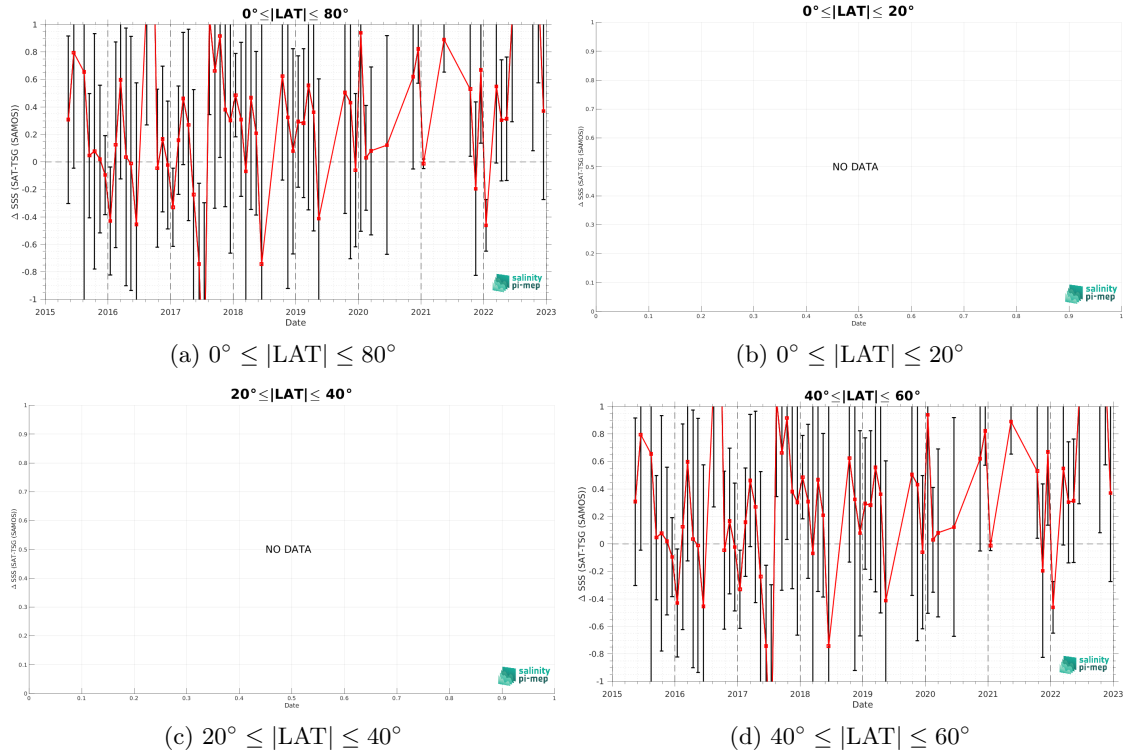 0°≤|LAT|≤ 80°
Δ SSS (SAT-TSG (SAMOS))
1
0.8
0.6
0.4
0.2
0
-0.2
-0.4
-0.6
-0.8
-1
2015 2016 2017 2018 2019 2020 2021 2022 2023
Date
salinity
pi-mep
(a) 0° ≤ |LAT| ≤ 80°
0°≤|LAT|≤ 20°
Δ SSS (SAT-TSG (SAMOS))
1
0.9
0.8
0.7
0.6
0.5
0.4
0.3
0.2
0.1
0
NO DATA
0 0.1 0.2 0.3 0.4 0.5 0.6 0.7 0.8 0.9 1
Date
salinity
pi-mep
(b) 0° ≤ |LAT| ≤ 20°
20°≤|LAT|≤ 40°
Δ SSS (SAT-TSG (SAMOS))
1
0.9
0.8
0.7
0.6
0.5
0.4
0.3
0.2
0.1
0
NO DATA
0 0.1 0.2 0.3 0.4 0.5 0.6 0.7 0.8 0.9 1
Date
salinity
pi-mep
(c) 20° ≤ |LAT| ≤ 40°
40°≤|LAT|≤ 60°
Δ SSS (SAT-TSG (SAMOS))
1
0.8
0.6
0.4
0.2
0
-0.2
-0.4
-0.6
-0.8
-1
2015 2016 2017 2018 2019 2020 2021 2022 2023
Date
salinity
pi-mep
(d) 40° ≤ |LAT| ≤ 60°